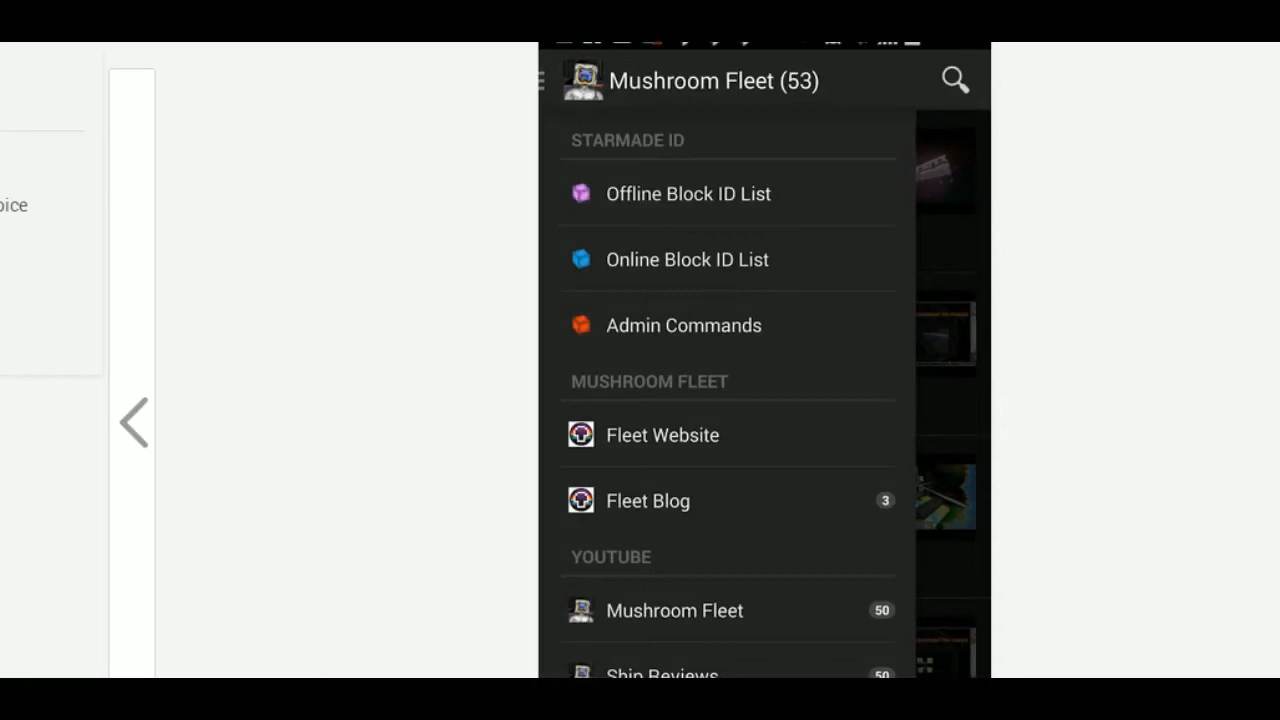 Mushroom Fleet (53)
STARMADE ID
Offline Block ID List
oice
Online Block ID List
Admin Commands
MUSHROOM FLEET
Fleet Website
Fleet Blog 3
YOUTUBE
Mushroom Fleet 50
Ship Reviews 50